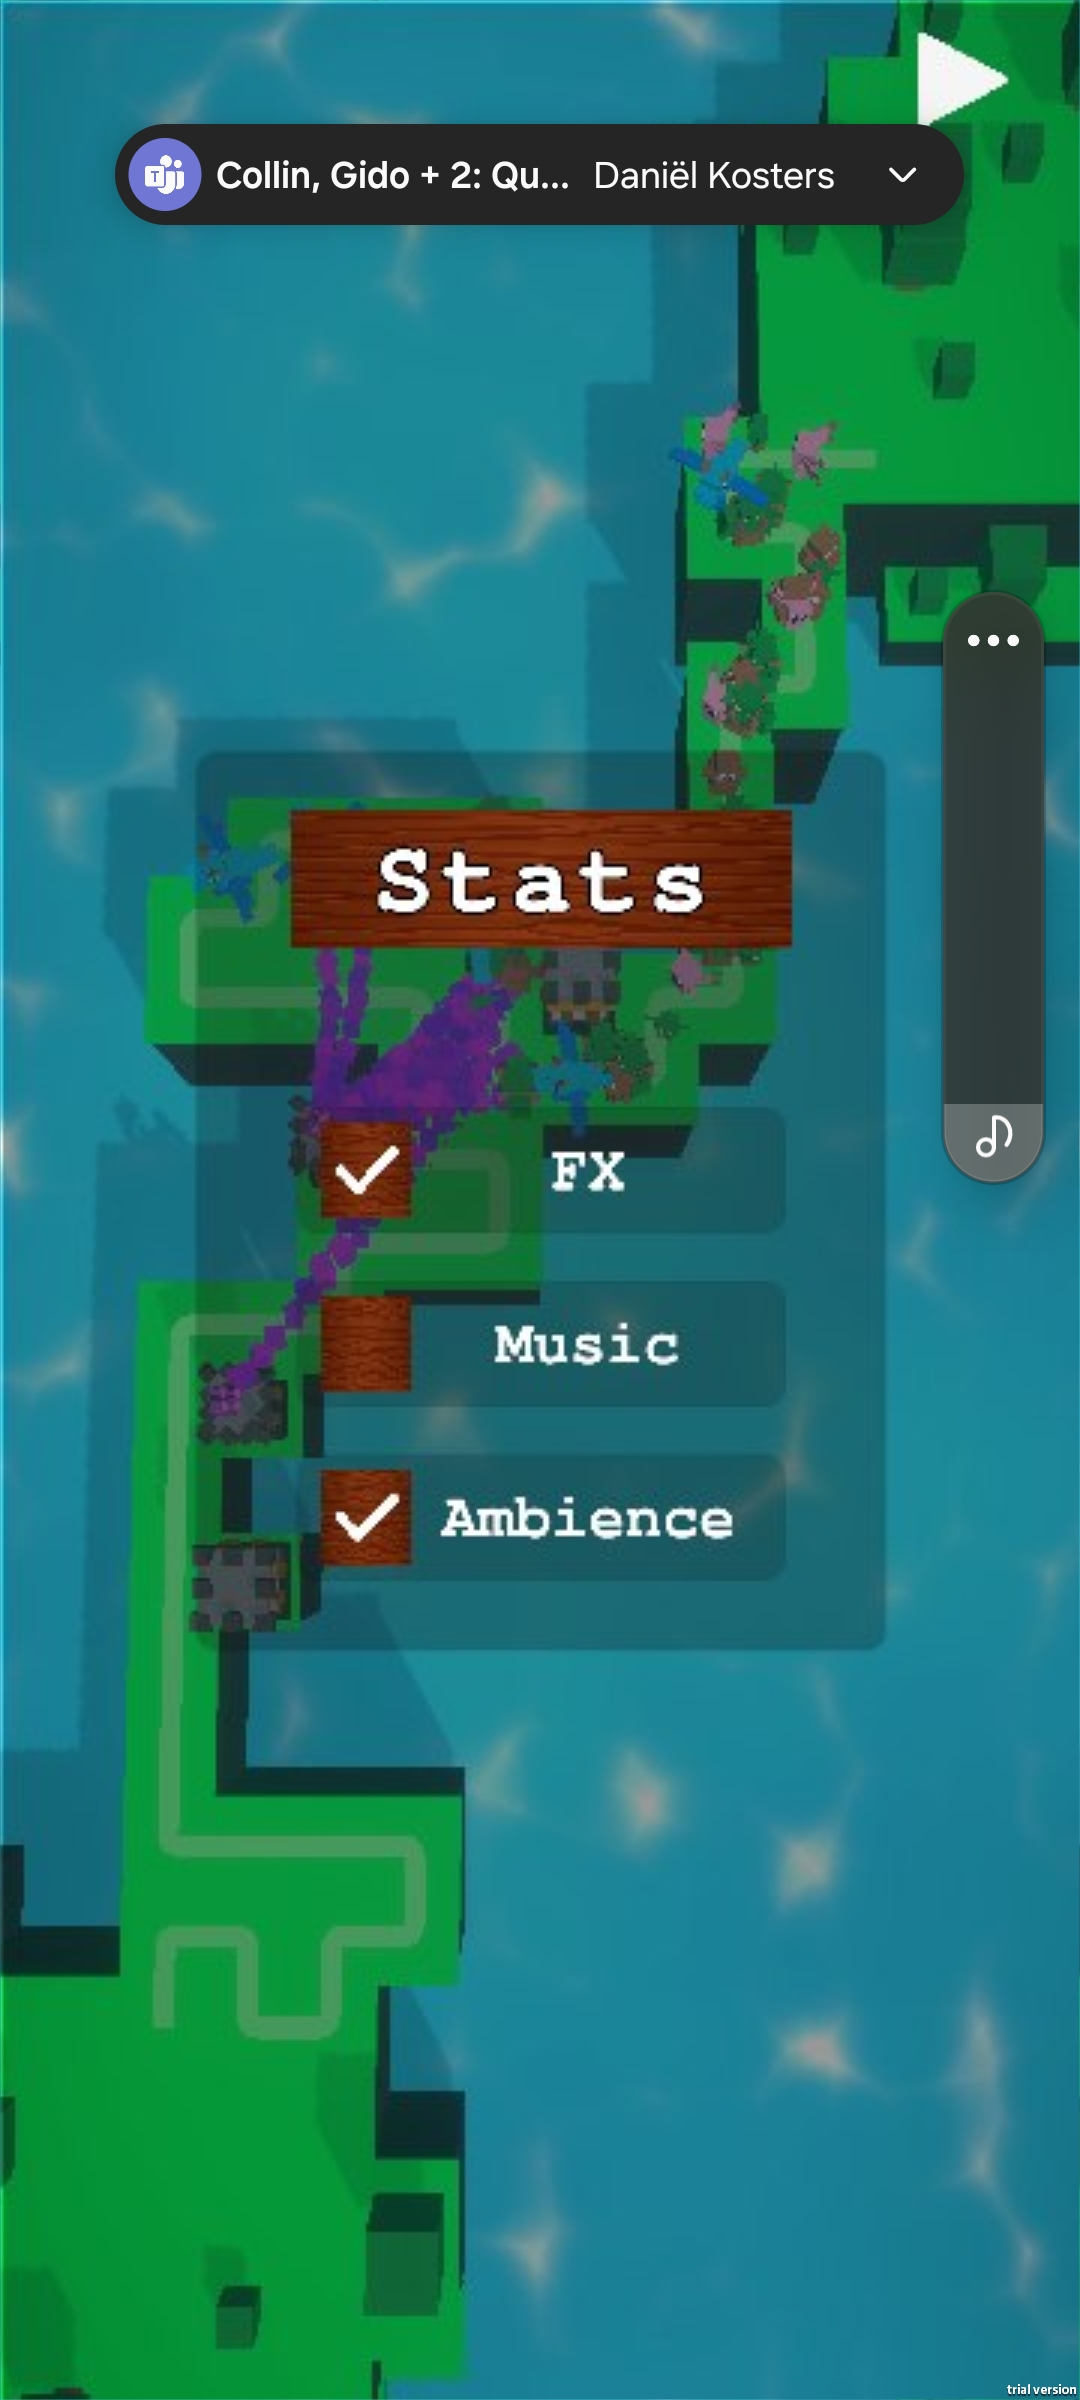 Collin, Gido + 2: Qu... Daniël Kosters
Stats
FX
Music
Ambience
trial version